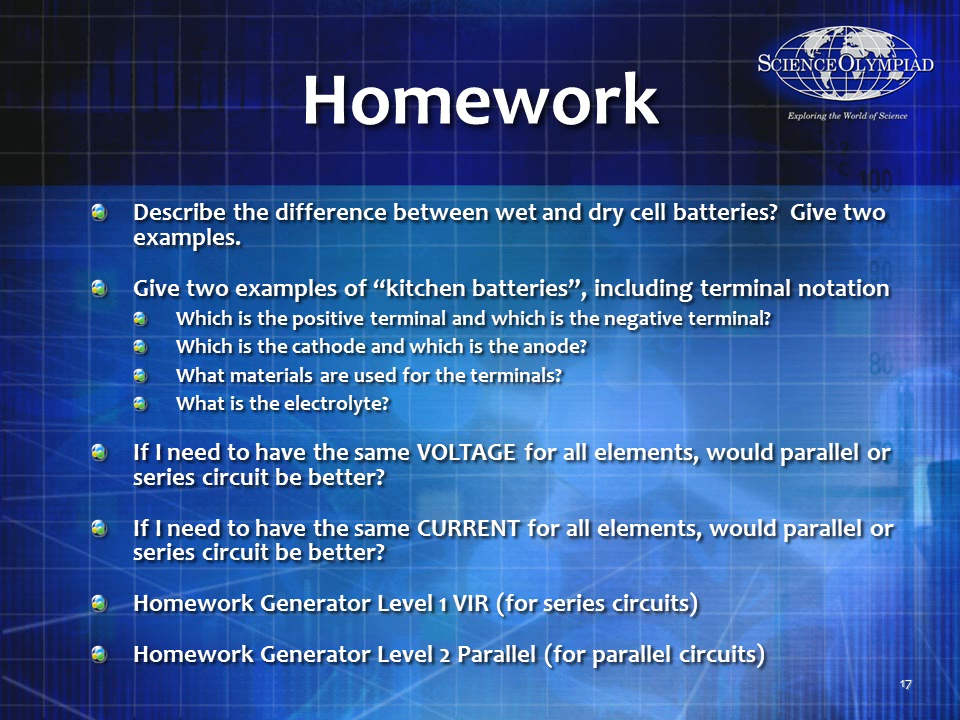 SCIENCEOLYMPIAD
Exploring the World of Science
Homework
Describe the difference between wet and dry cell batteries?  Give two
examples.
Give two examples of “kitchen batteries”, including terminal notation
Which is the positive terminal and which is the negative terminal?
Which is the cathode and which is the anode?
What materials are used for the terminals?
What is the electrolyte?
If I need to have the same VOLTAGE for all elements, would parallel or
series circuit be better?
If I need to have the same CURRENT for all elements, would parallel or
series circuit be better?
Homework Generator Level 1 VIR (for series circuits)
Homework Generator Level 2 Parallel (for parallel circuits)
17
100
80